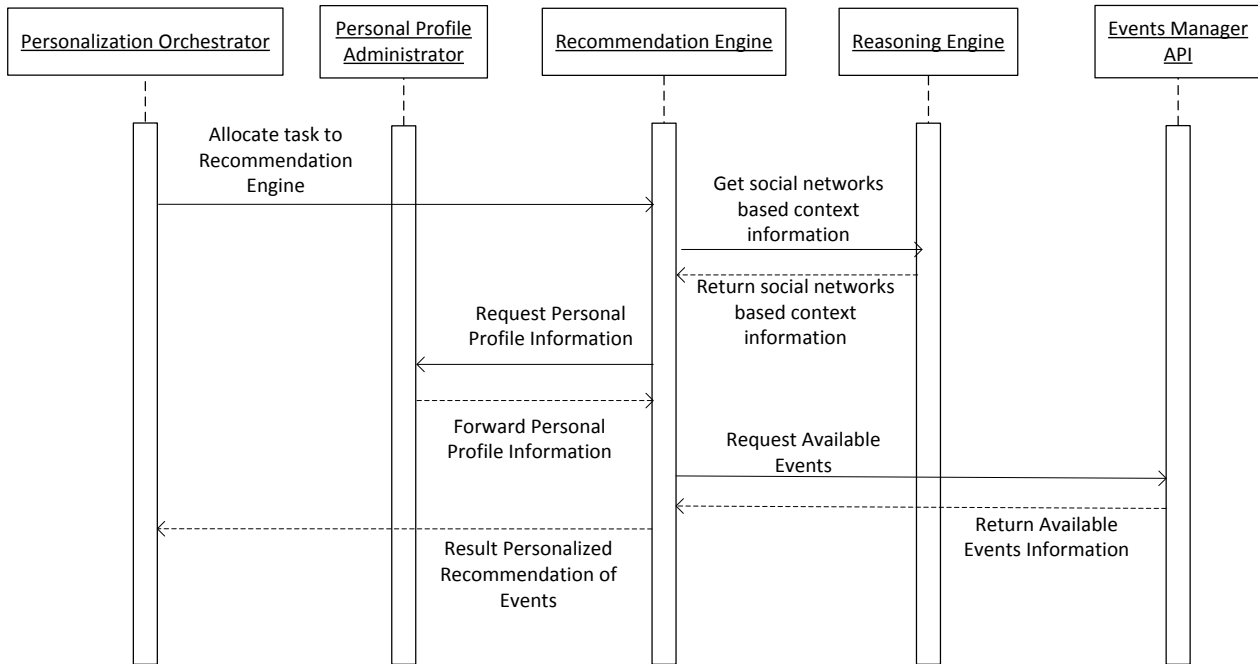 Personalization Orchestrator
Personal Profile
Administrator
Recommendation Engine
Reasoning Engine
Events Manager
API
Allocate task to
Recommendation
Engine
Get social networks
based context
information
Return social networks
based context
information
Request Personal
Profile Information
Forward Personal
Profile Information
Request Available
Events
Return Available
Events Information
Result Personalized
Recommendation of
Events